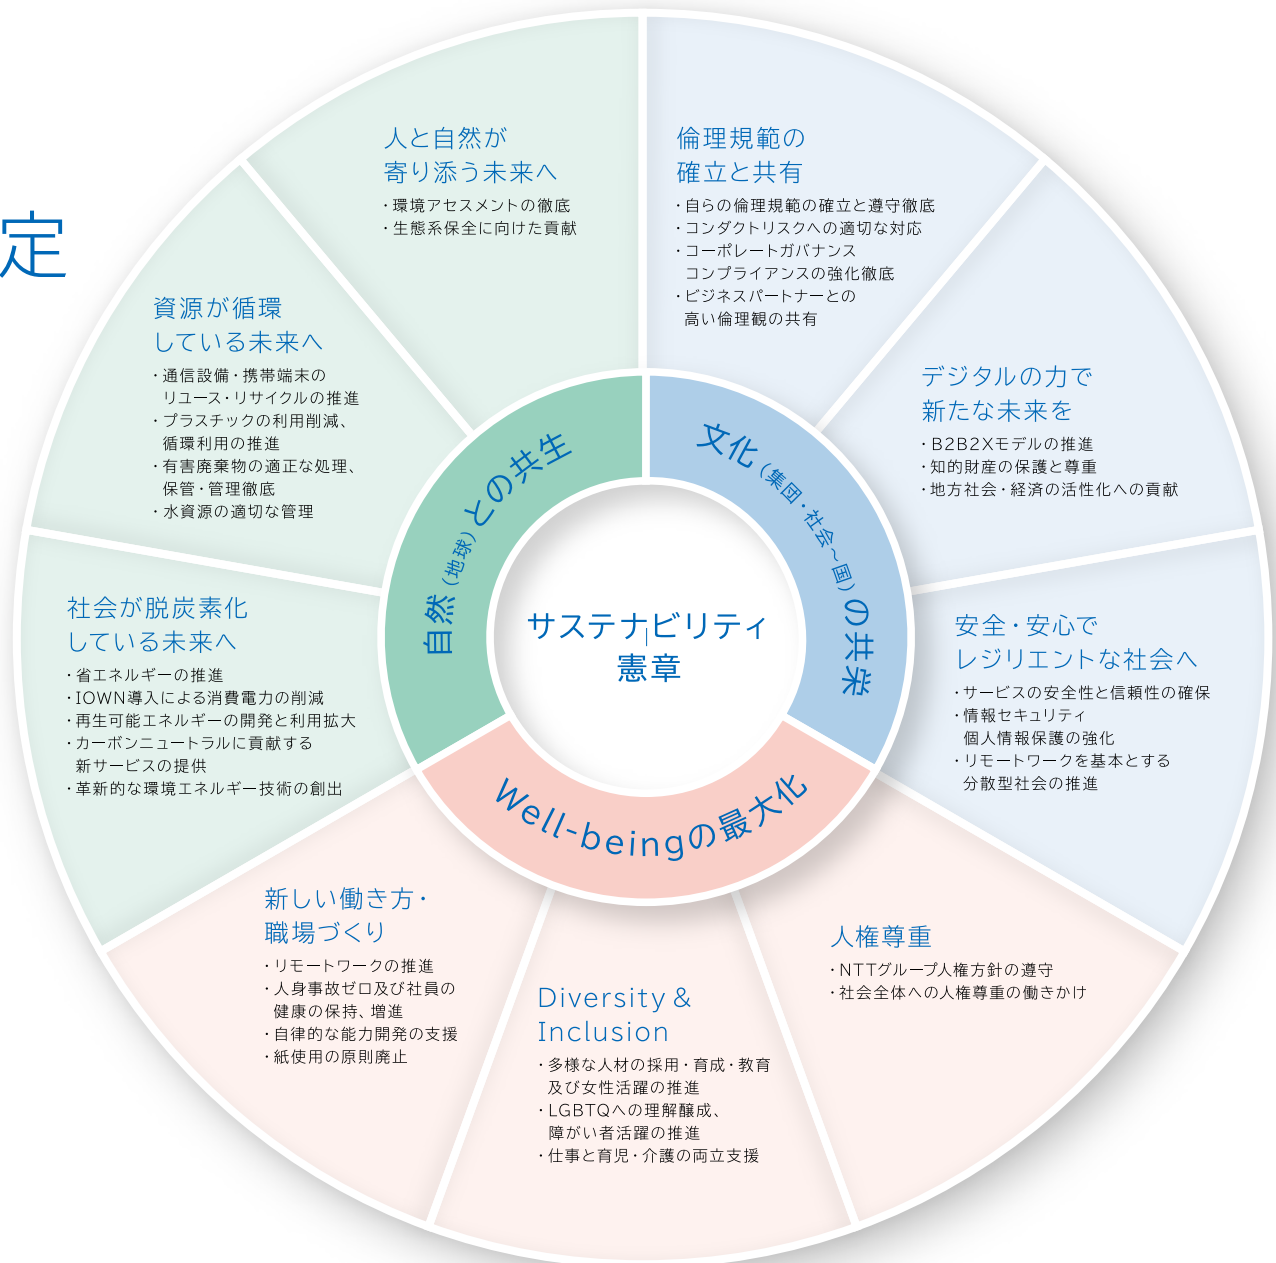 定
人と自然が
寄り添う未来へ
・環境アセスメントの徹底
・生態系保全に向けた貢献
倫理規範の
確立と共有
・自らの倫理規範の確立と遵守徹底
・コンダクトリスクへの適切な対応
・コーポレートガバナンス
コンプライアンスの強化徹底
・ビジネスパートナーとの
高い倫理観の共有
資源が循環
している未来へ
・通信設備・携帯端末の
リユース・リサイクルの推進
・プラスチックの利用削減、
循環利用の推進
・有害廃棄物の適正な処理、
保管・管理徹底
・水資源の適切な管理
デジタルの力で
新たな未来を
・B2B2Xモデルの推進
・知的財産の保護と尊重
・地方社会・経済の活性化への貢献
自然(地球)との共生
文化(集団・社会～国)の共栄
サステナビリティ
憲章
Well-beingの最大化
社会が脱炭素化
している未来へ
・省エネルギーの推進
・IOWN導入による消費電力の削減
・再生可能エネルギーの開発と利用拡大
・カーボンニュートラルに貢献する
新サービスの提供
・革新的な環境エネルギー技術の創出
安全・安心で
レジリエントな社会へ
・サービスの安全性と信頼性の確保
・情報セキュリティ
個人情報保護の強化
・リモートワークを基本とする
分散型社会の推進
新しい働き方・
職場づくり
・リモートワークの推進
・人身事故ゼロ及び社員の
健康の保持、増進
・自律的な能力開発の支援
・紙使用の原則廃止
Diversity &
Inclusion
・多様な人材の採用・育成・教育
及び女性活躍の推進
・LGBTQへの理解醸成、
障がい者活躍の推進
・仕事と育児・介護の両立支援
人権尊重
・NTTグループ人権方針の遵守
・社会全体への人権尊重の働きかけ